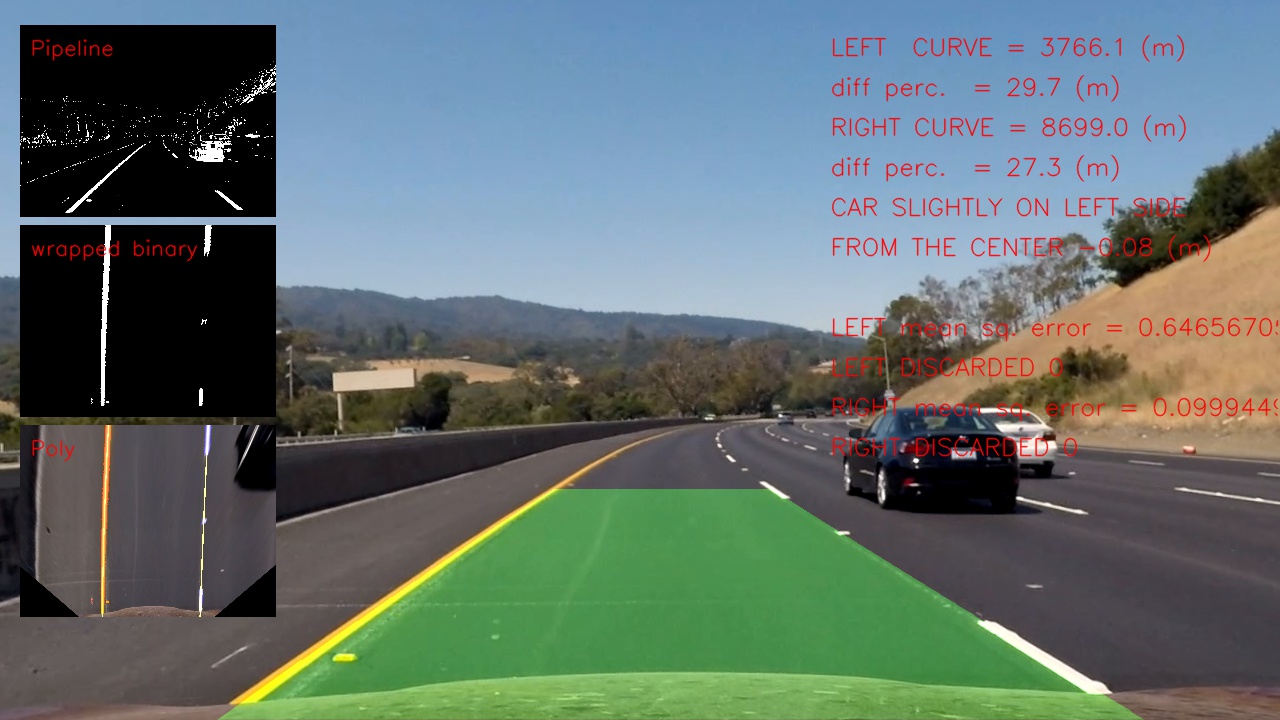 Pipeline
wrapped binary
Poly
LEFT CURVE = 3766.1 (m)
diff perc. = 29.7 (m)
RIGHT CURVE = 8699.0 (m)
diff perc. = 27.3 (m)
CAR SLIGHTLY ON LEFT SIDE
FROM THE CENTER -0.08 (m)
LEFT mean sq. error = 0.6465670
LEFT DISCARDED 0
RIGHT mean sq. error = 0.099944
RIGHT DISCARDED 0